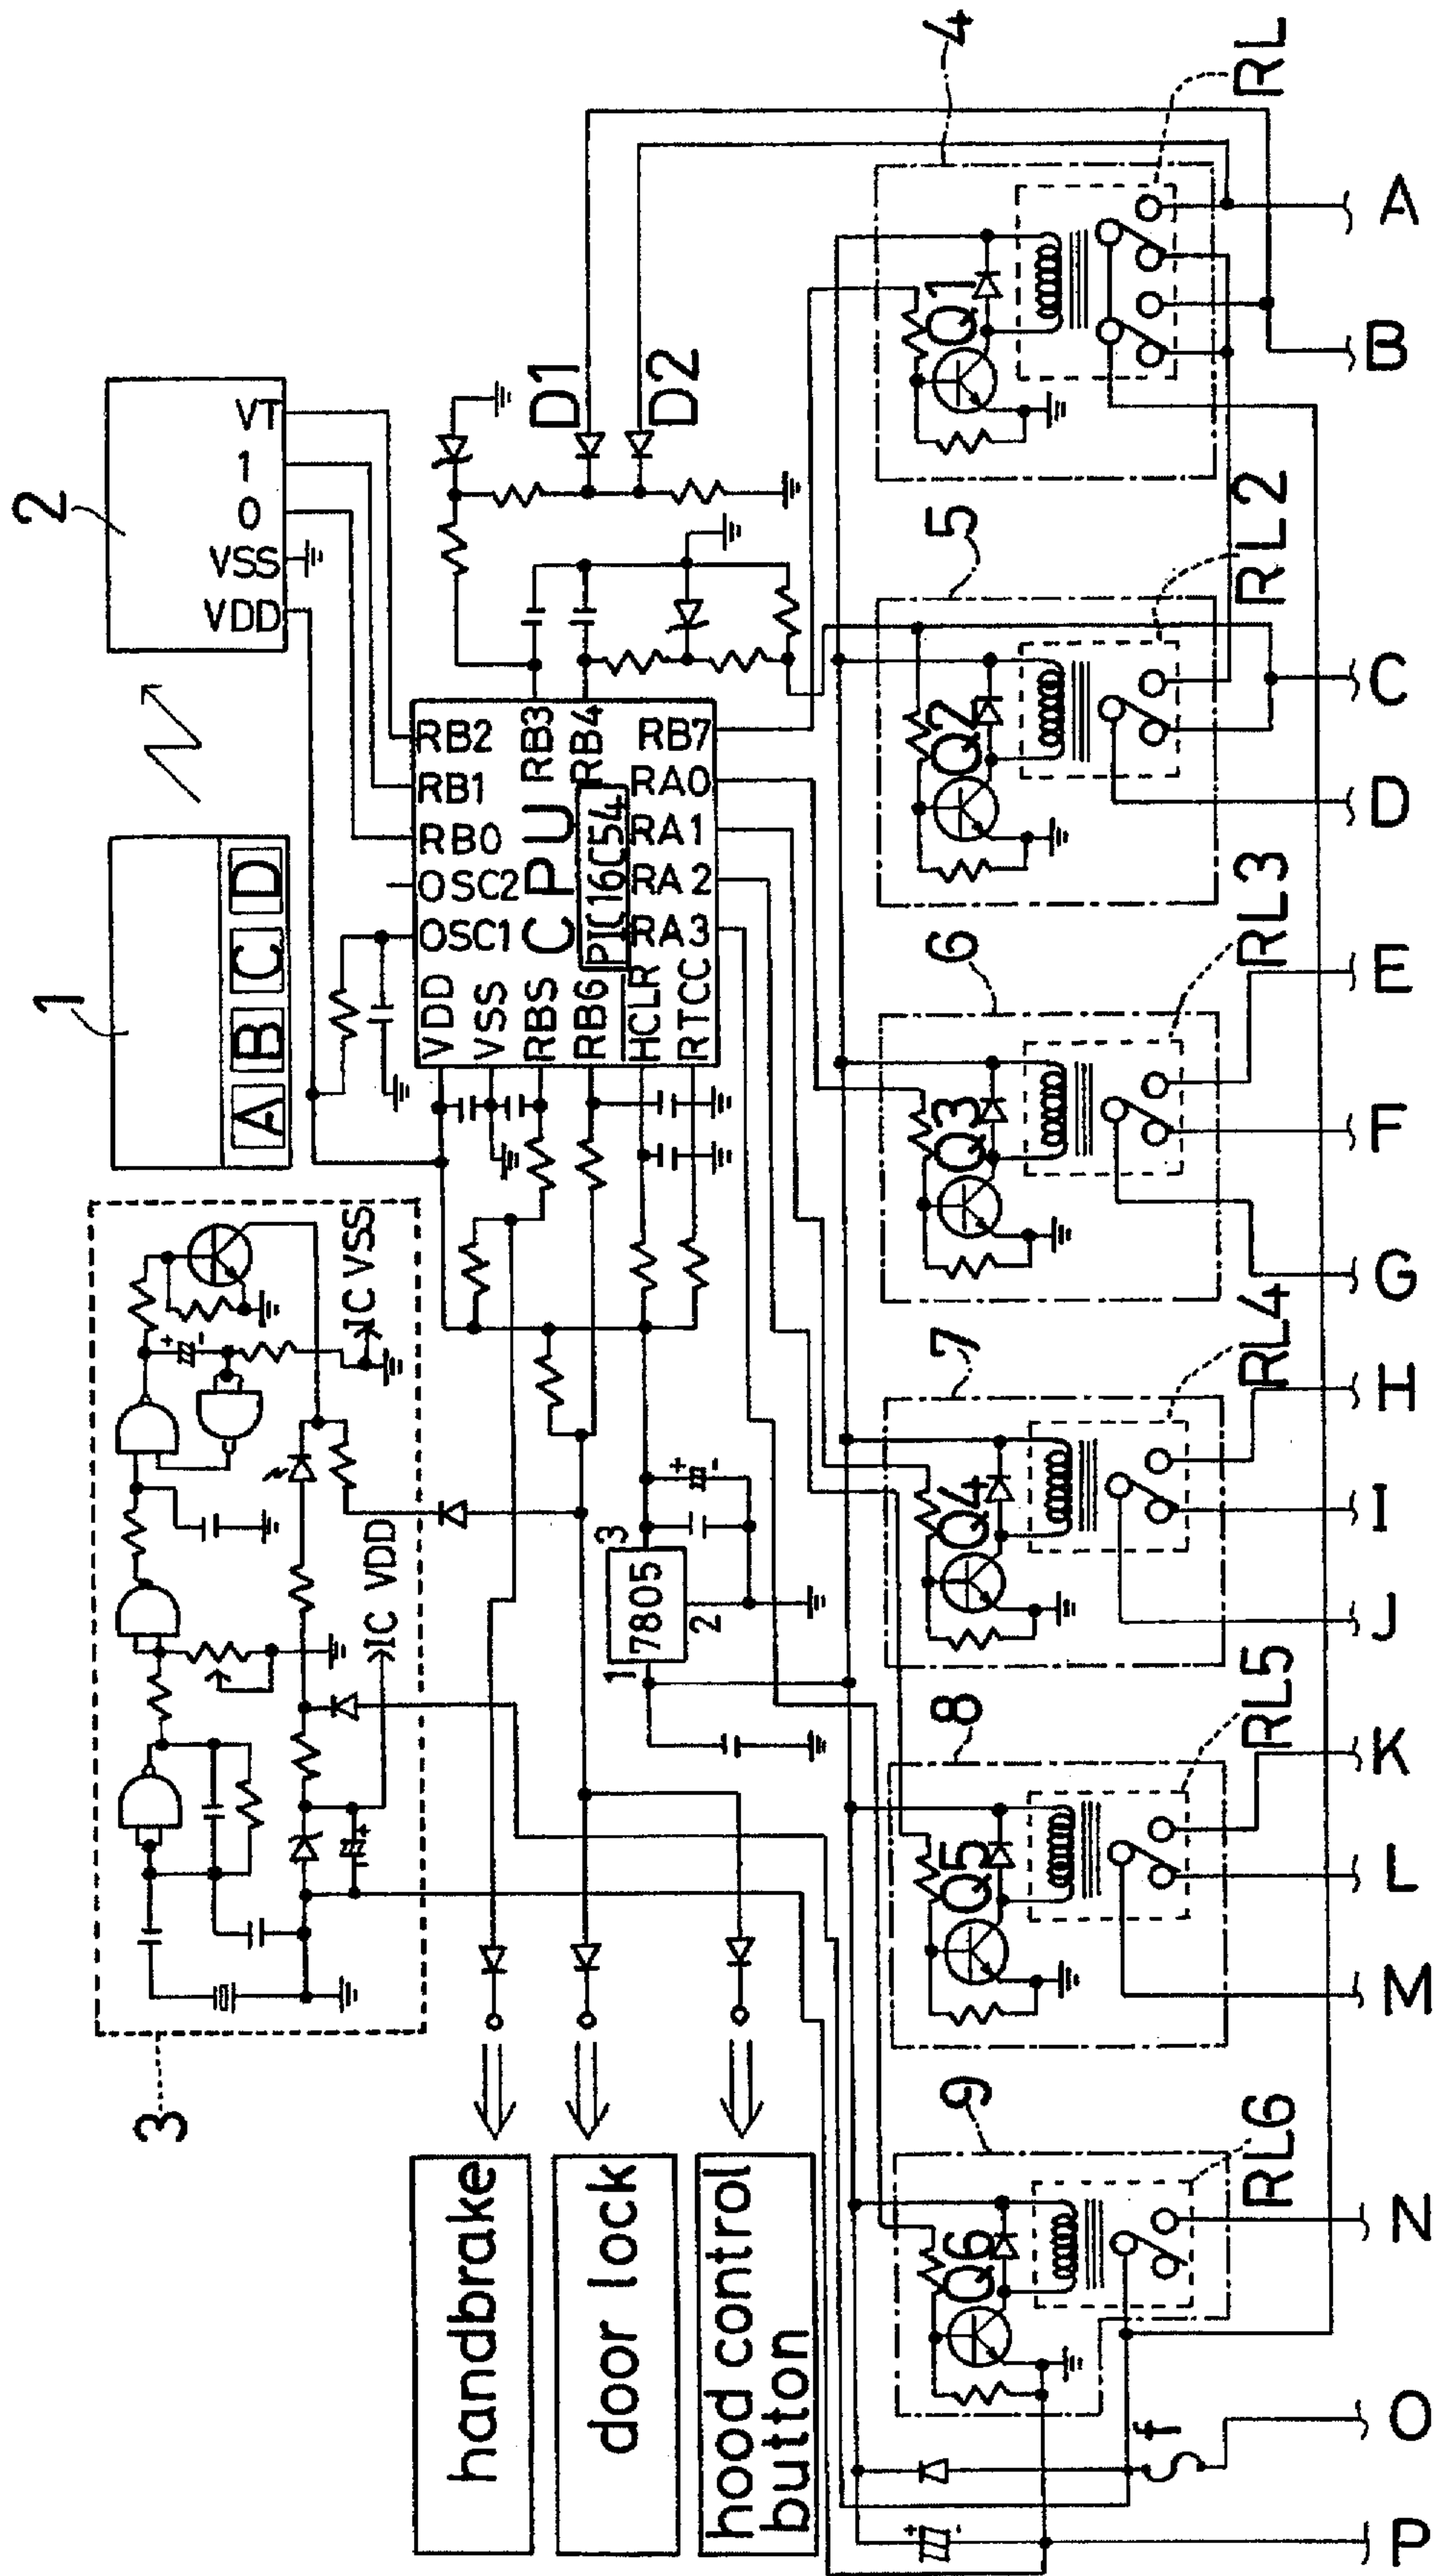 1
A B C D
2
VDD
VSS
0
1
VT
3
IC VDD
IC VSS
VDD
VSS
RBS
RB6
HCLR
RTCC
OSC1
OSC2
RB0
RB1
RB2
CPU
PIC16C54
RB3
RB4
RA3
RA2
RA1
RA0
RB7
D1
D2
7805
1
2
3
handbrake
door lock
hood control
button
9
8
7
6
5
4
Q6
Q5
Q4
Q3
Q2
Q1
RL6
RL5
RL4
RL3
RL2
RL
f
P
O
N
M
L
K
J
I
H
G
F
E
D
C
B
A